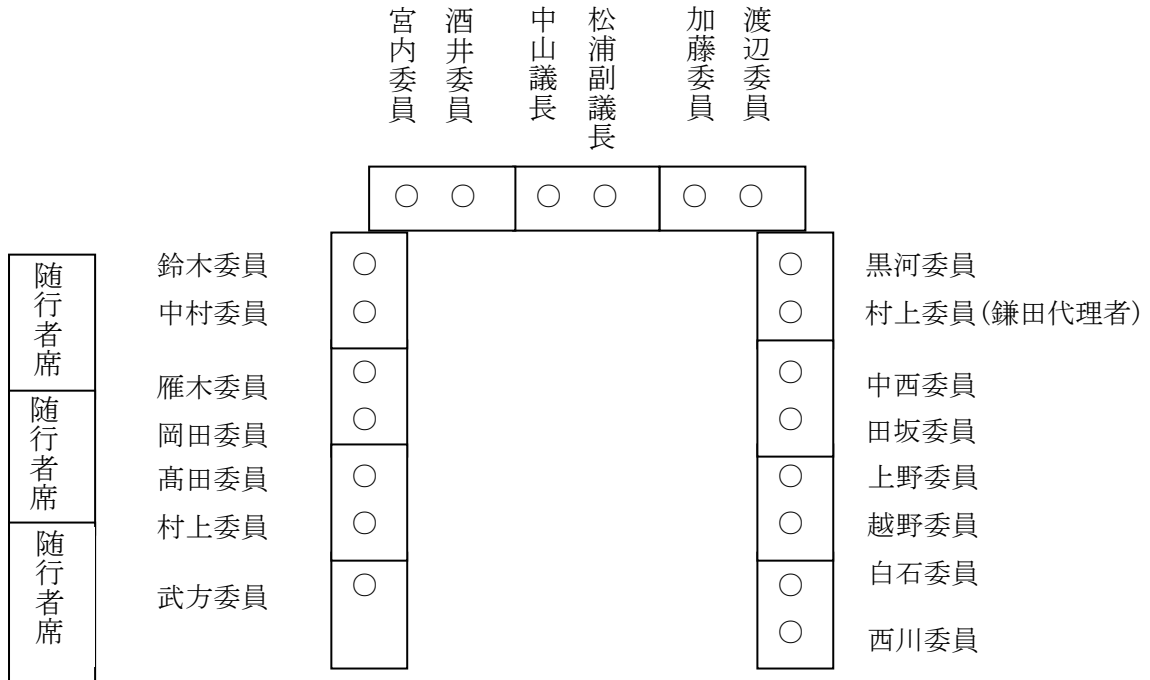 宮内委員
酒井委員
中山議長
松浦副議長
加藤委員
渡辺委員
○ ○ ○ ○ ○ ○
随行者席
随行者席
随行者席
鈴木委員 ○
中村委員 ○
雁木委員 ○
岡田委員 ○
髙田委員 ○
村上委員 ○
武方委員 ○
○ 黒河委員
○ 村上委員(鎌田代理者)
○ 中西委員
○ 田坂委員
○ 上野委員
○ 越野委員
○ 白石委員
○ 西川委員